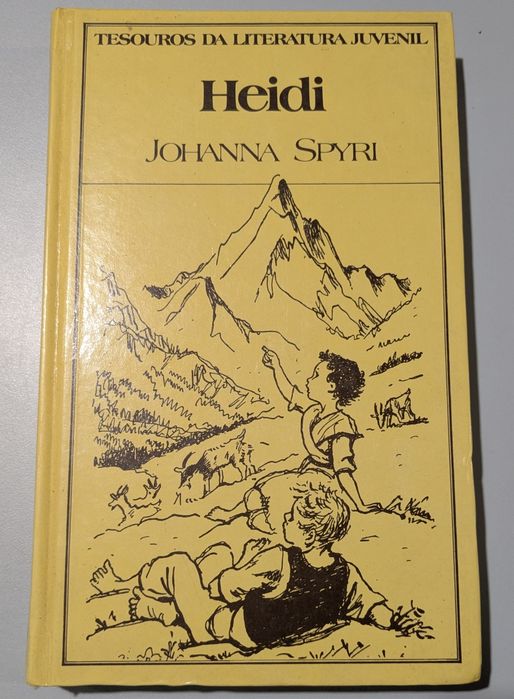 TESOUROS DA LITERATURA JUVENIL
Heidi
JOHANNA SPYRI